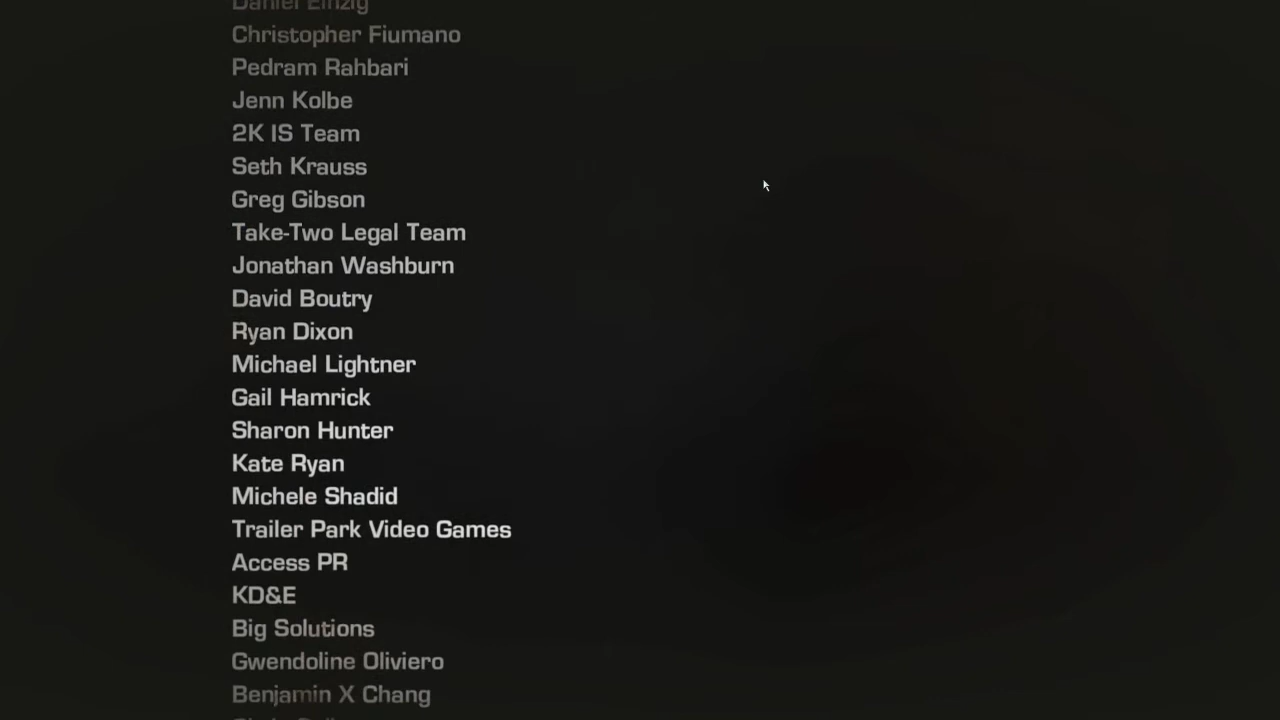 Daniel Einzig
Christopher Fiumano
Pedram Rahbari
Jenn Kolbe
2K IS Team
Seth Krauss
Greg Gibson
Take-Two Legal Team
Jonathan Washburn
David Boutry
Ryan Dixon
Michael Lightner
Gail Hamrick
Sharon Hunter
Kate Ryan
Michele Shadid
Trailer Park Video Games
Access PR
KD&E
Big Solutions
Gwendoline Oliviero
Benjamin X Chang